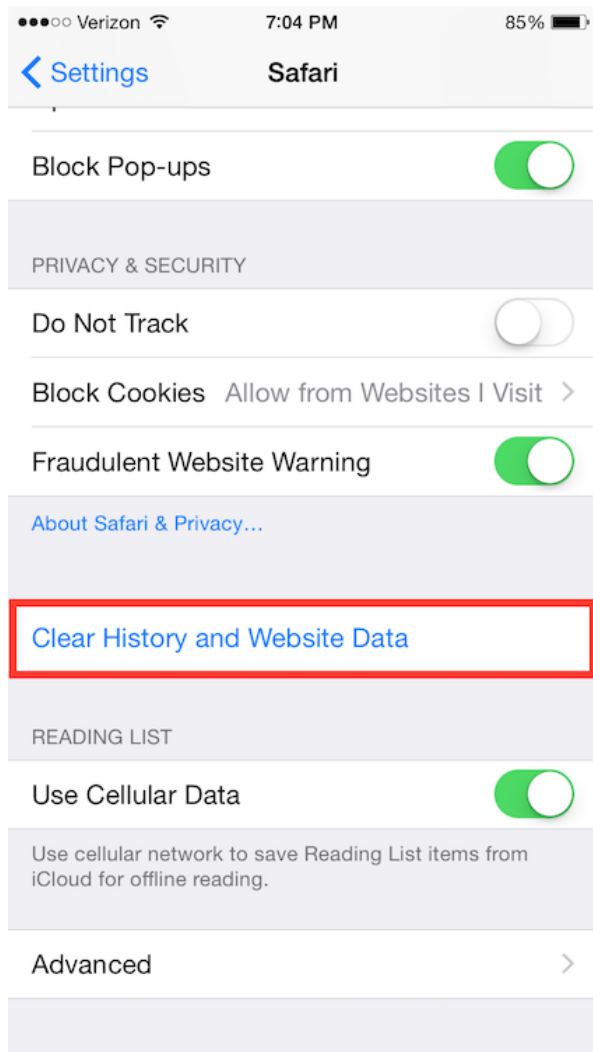 Verizon 7:04 PM 85%
Settings Safari
Block Pop-ups
PRIVACY & SECURITY
Do Not Track
Block Cookies Allow from Websites I Visit
Fraudulent Website Warning
About Safari & Privacy...
Clear History and Website Data
READING LIST
Use Cellular Data
Use cellular network to save Reading List items from
iCloud for offline reading.
Advanced